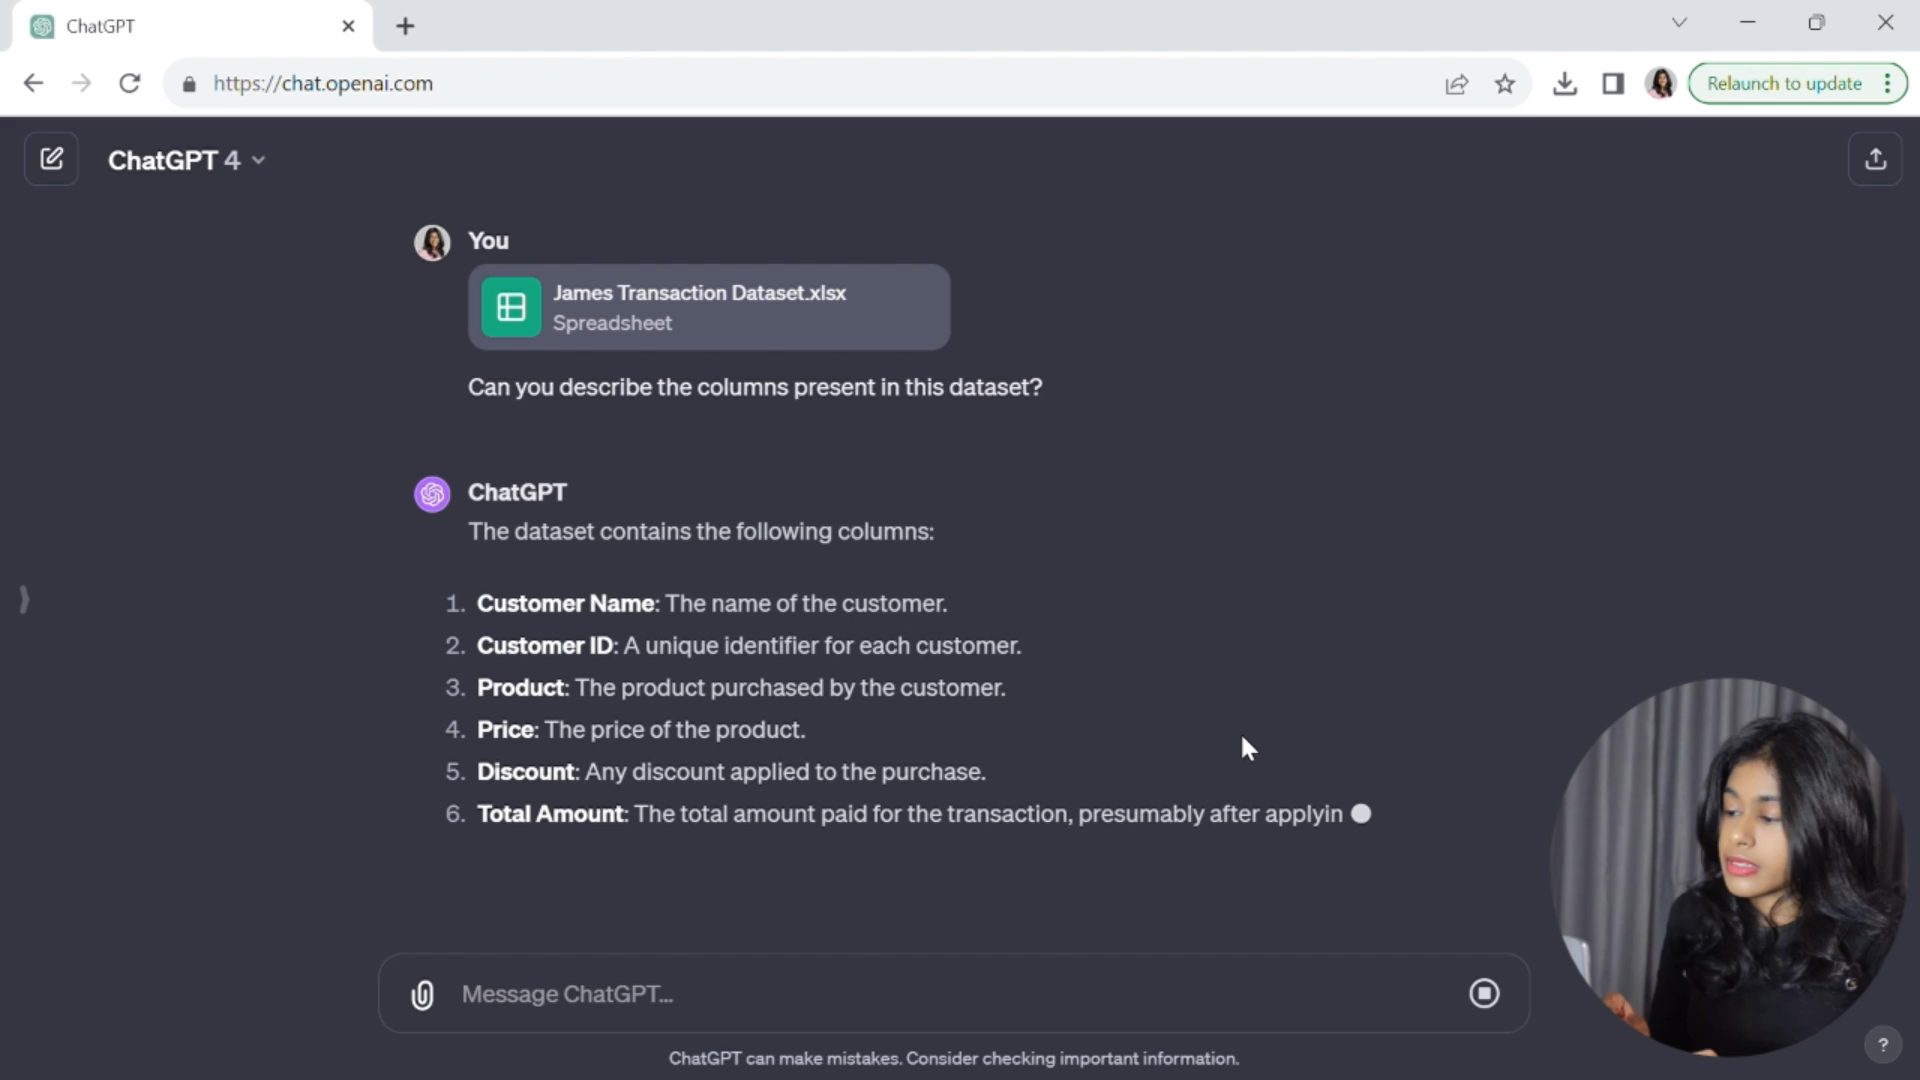 ChatGPT
https://chat.openai.com
Relaunch to update
ChatGPT 4
You
James Transaction Dataset.xlsx
Spreadsheet
Can you describe the columns present in this dataset?
ChatGPT
The dataset contains the following columns:
1. Customer Name: The name of the customer.
2. Customer ID: A unique identifier for each customer.
3. Product: The product purchased by the customer.
4. Price: The price of the product.
5. Discount: Any discount applied to the purchase.
6. Total Amount: The total amount paid for the transaction, presumably after applyin
Message ChatGPT...
ChatGPT can make mistakes. Consider checking important information.
?